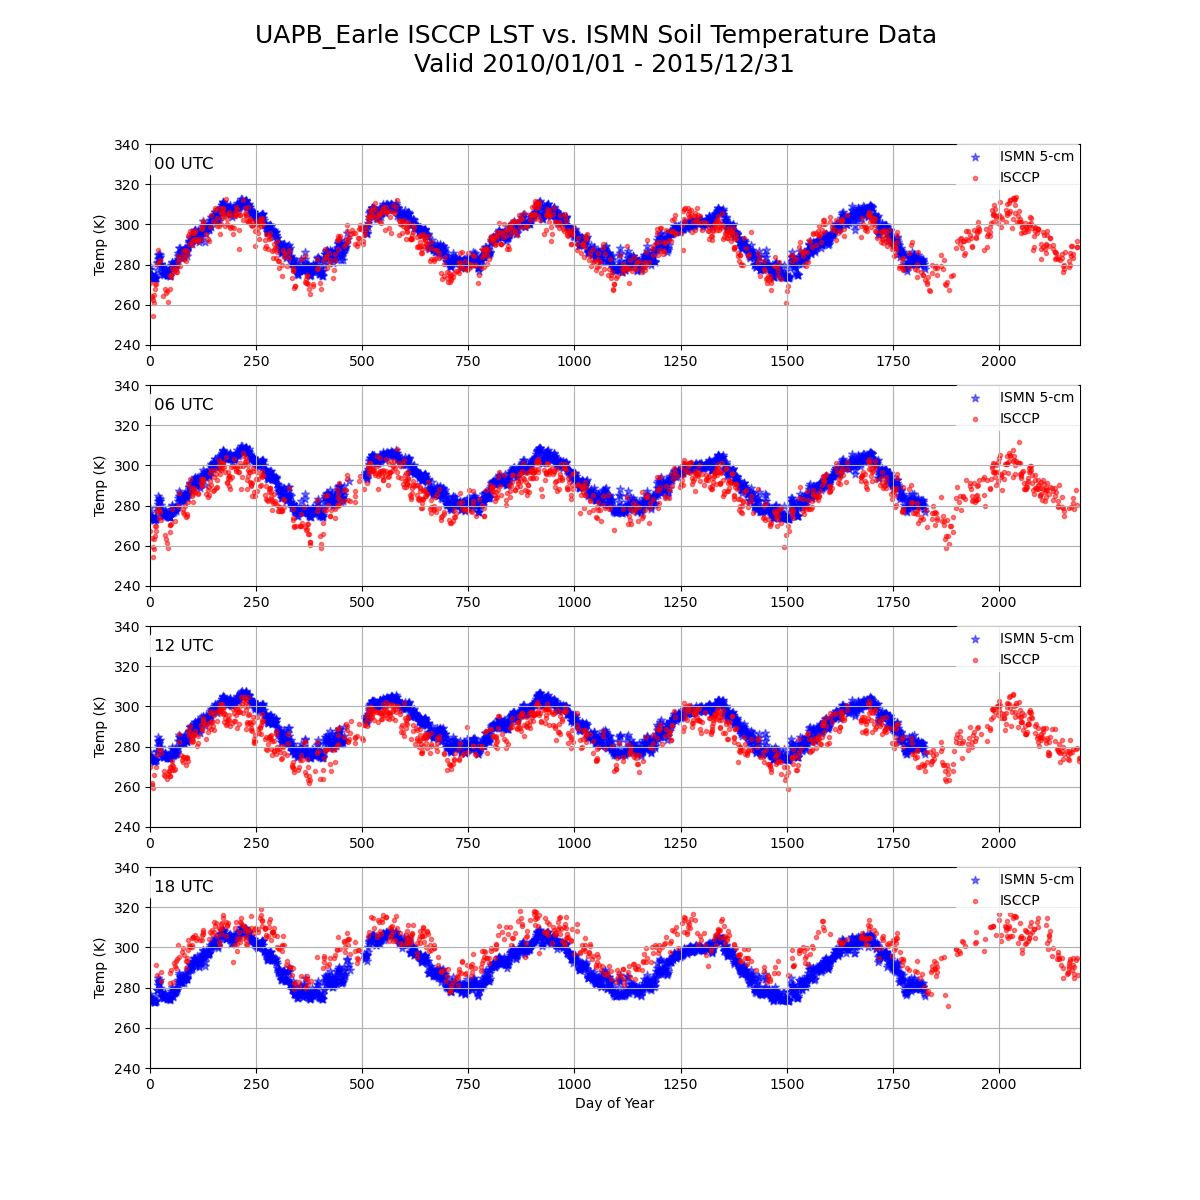 UAPB_Earle ISCCP LST vs. ISMN Soil Temperature Data
Valid 2010/01/01 - 2015/12/31
340
320
300
280
260
240
Temp (K)
00 UTC
ISMN 5-cm
ISCCP
0 250 500 750 1000 1250 1500 1750 2000
340
320
300
280
260
240
Temp (K)
06 UTC
ISMN 5-cm
ISCCP
0 250 500 750 1000 1250 1500 1750 2000
340
320
300
280
260
240
Temp (K)
12 UTC
ISMN 5-cm
ISCCP
0 250 500 750 1000 1250 1500 1750 2000
340
320
300
280
260
240
Temp (K)
18 UTC
ISMN 5-cm
ISCCP
0 250 500 750 1000 1250 1500 1750 2000
Day of Year